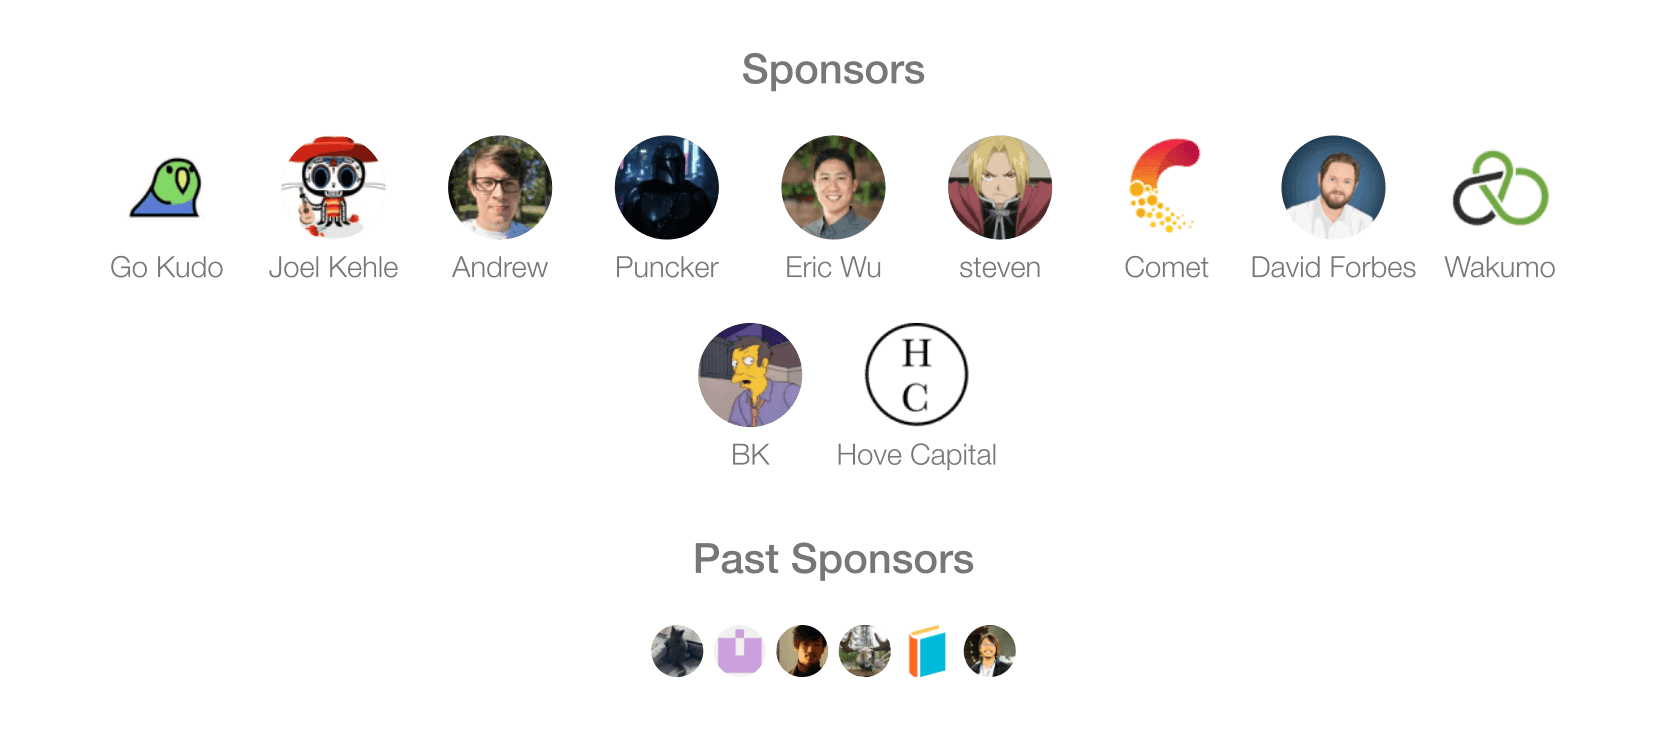 Sponsors
Go Kudo Joel Kehle Andrew Puncker Eric Wu steven Comet David Forbes Wakumo
H
C
BK Hove Capital
Past Sponsors